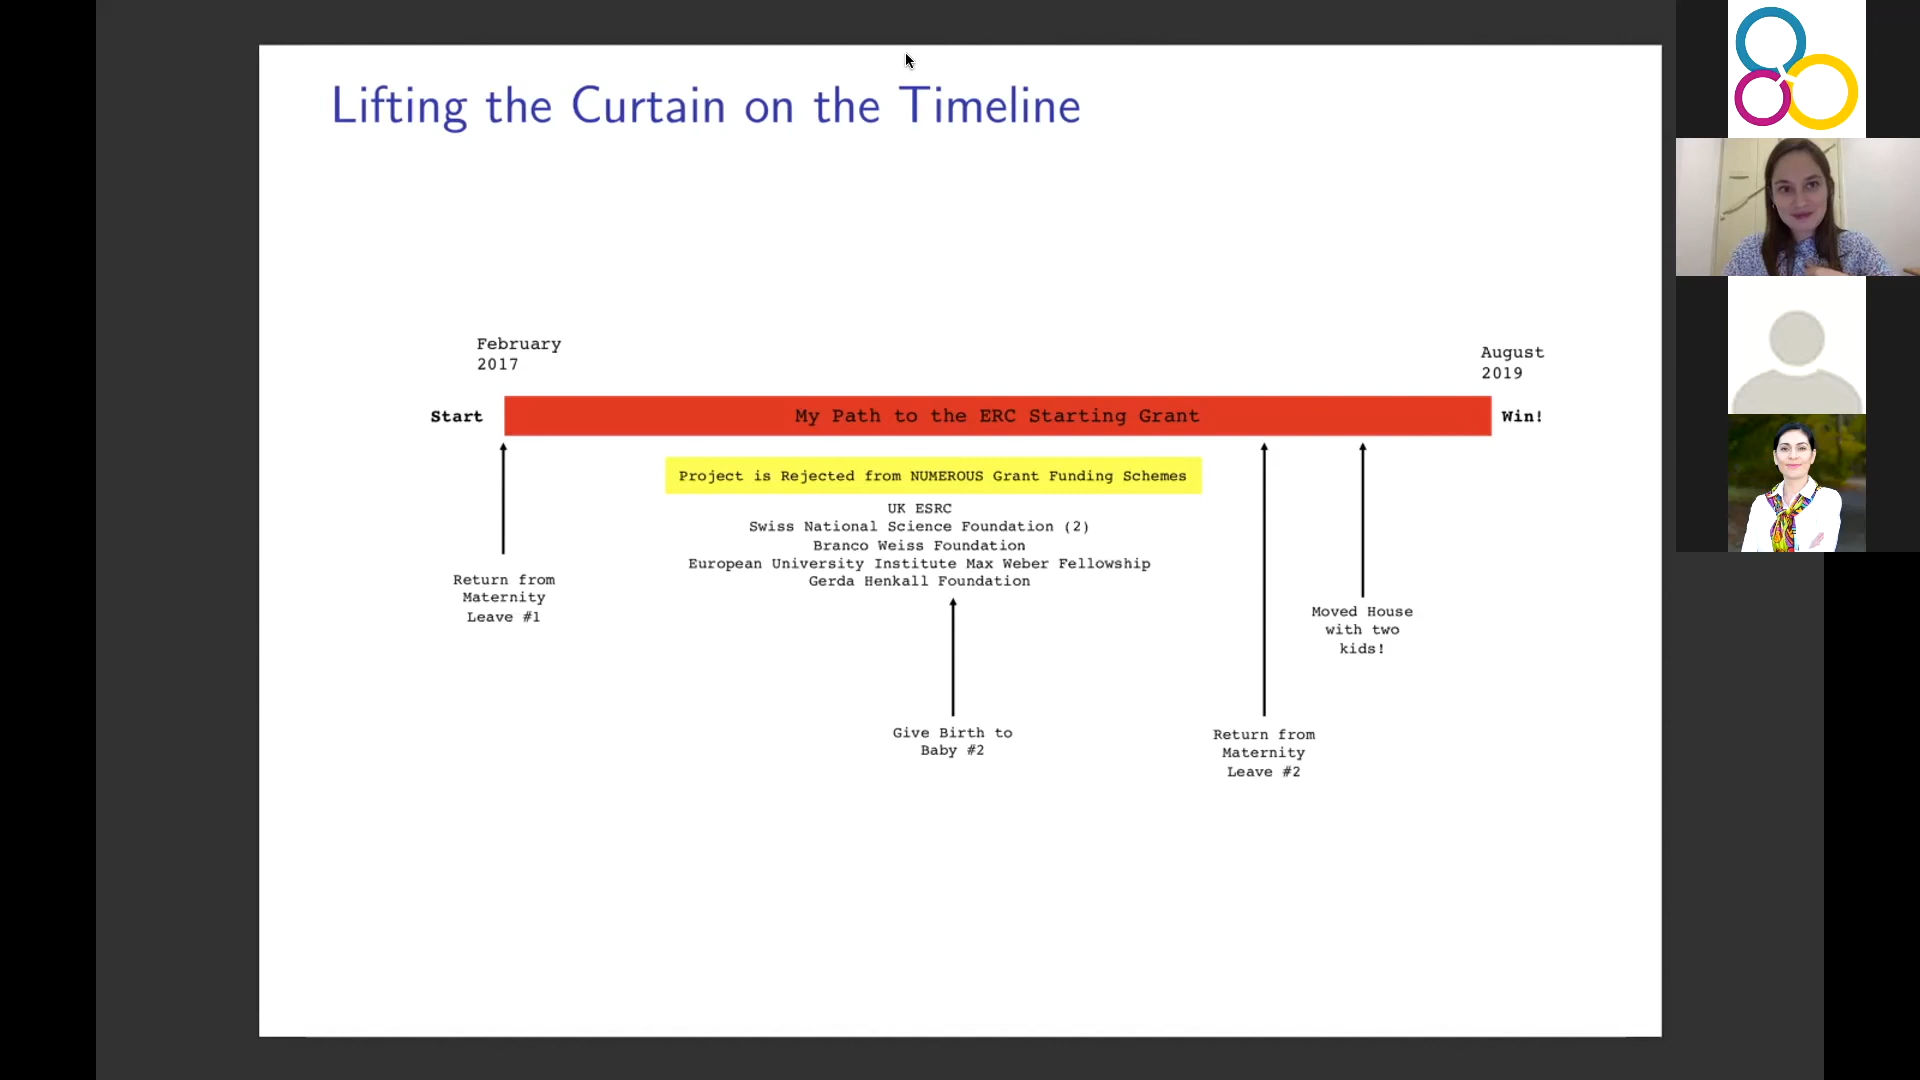 Lifting the Curtain on the Timeline
February
2017
August
2019
Start
My Path to the ERC Starting Grant
Win!
Project is Rejected from NUMEROUS Grant Funding Schemes
UK ESRC
Swiss National Science Foundation (2)
Branco Weiss Foundation
European University Institute Max Weber Fellowship
Gerda Henkall Foundation
Return from
Maternity
Leave #1
Moved House
with two
kids!
Give Birth to
Baby #2
Return from
Maternity
Leave #2